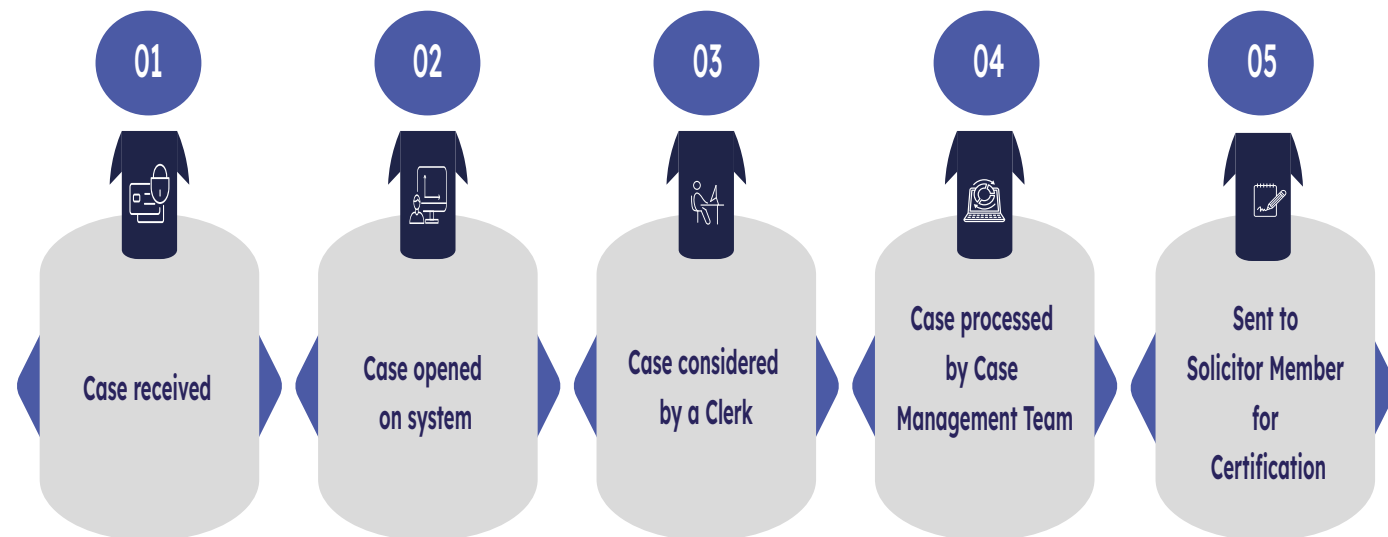 01
Case received
02
Case opened
on system
03
Case considered
by a Clerk
04
Case processed
by Case
Management Team
05
Sent to
Solicitor Member
for
Certification